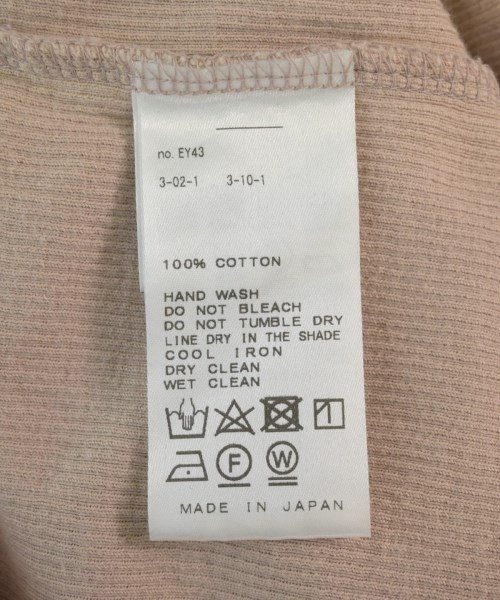 no. EY43
3-02-1 3-10-1
100% COTTON
HAND WASH
DO NOT BLEACH
DO NOT TUMBLE DRY
LINE DRY IN THE SHADE
COOL IRON
DRY CLEAN
WET CLEAN
F W
MADE IN JAPAN